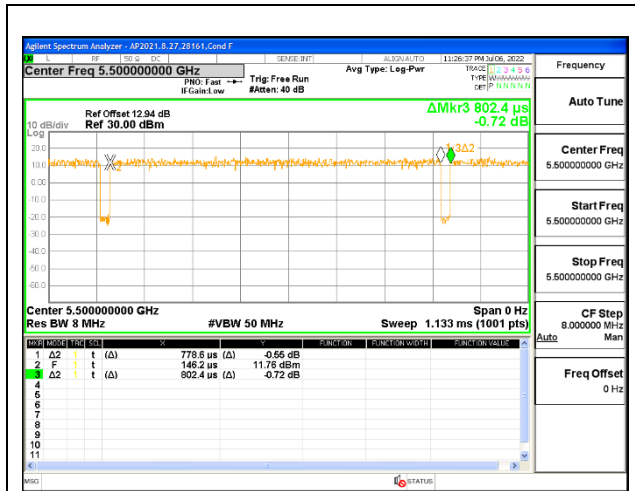 Agilent Spectrum Analyzer - AP2021.8.27,28161,Cond F
L RF 50 Ω DC SENSE:INT ALIGNAUTO 11:26:37 PM Jul 06, 2022
Center Freq 5.500000000 GHz
PNO: Fast
IFGain:Low
Trig: Free Run
#Atten: 40 dB
Avg Type: Log-Pwr
TRACE 1 2 3 4 5 6
TYPE
DET P N N N N N
Ref Offset 12.94 dB
Ref 30.00 dBm
10 dB/div
Log
ΔMkr3 802.4 µs
-0.72 dB
20.0
10.0
0.00
-10.0
-20.0
-30.0
-40.0
-50.0
-60.0
2
3Δ2
Center 5.500000000 GHz
Res BW 8 MHz
#VBW 50 MHz
Span 0 Hz
Sweep 1.133 ms (1001 pts)
MKR MODE TRC SCL X Y FUNCTION FUNCTION WIDTH FUNCTION VALUE
1 Δ2 1 t (Δ) 778.6 µs (Δ) -0.55 dB
2 F 1 t 146.2 µs 11.76 dBm
3 Δ2 1 t (Δ) 802.4 µs (Δ) -0.72 dB
4
5
6
7
8
9
10
11
MSG STATUS
Frequency
Auto Tune
Center Freq
5.500000000 GHz
Start Freq
5.500000000 GHz
Stop Freq
5.500000000 GHz
CF Step
8.000000 MHz
Auto Man
Freq Offset
0 Hz